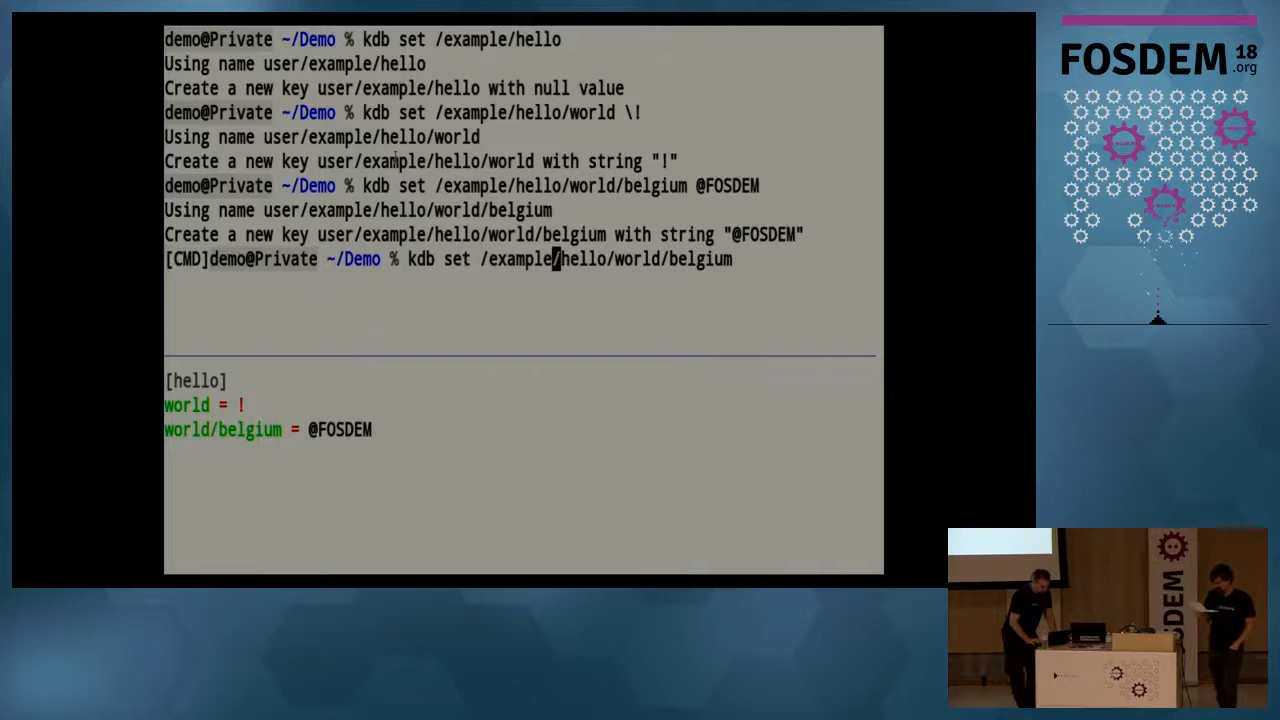 demo@Private ~/Demo % kdb set /example/hello
Using name user/example/hello
Create a new key user/example/hello with null value
demo@Private ~/Demo % kdb set /example/hello/world \!
Using name user/example/hello/world
Create a new key user/example/hello/world with string "!"
demo@Private ~/Demo % kdb set /example/hello/world/belgium @FOSDEM
Using name user/example/hello/world/belgium
Create a new key user/example/hello/world/belgium with string "@FOSDEM"
[CMD]demo@Private ~/Demo % kdb set /example/hello/world/belgium
[hello]
world = !
world/belgium = @FOSDEM
FOSDEM 18
.org
FOSDEM